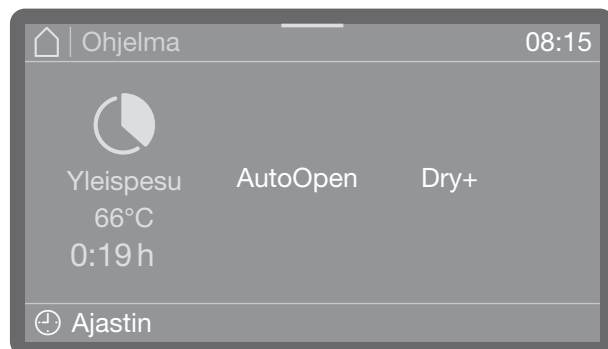 Ohjelma 08:15
Yleispesu AutoOpen Dry+
66°C
0:19 h
Ajastin